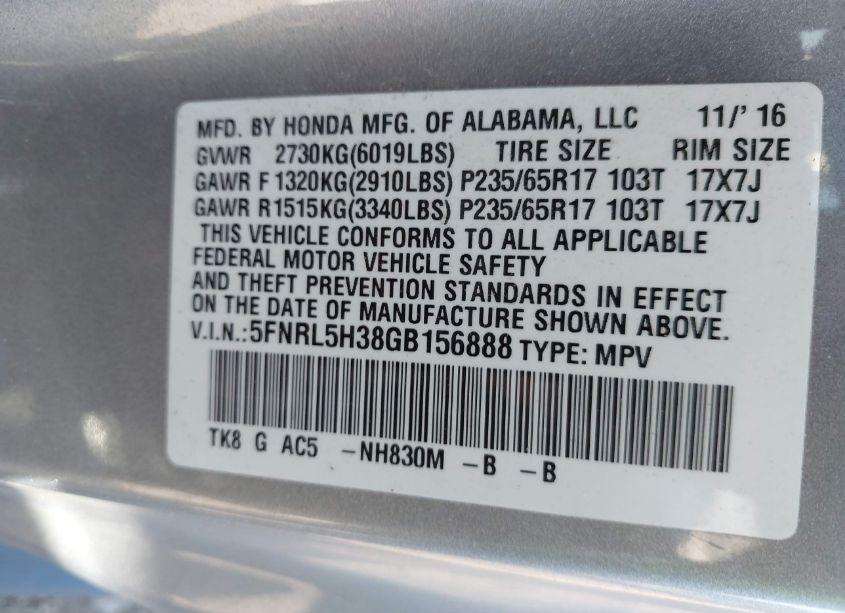 MFD. BY HONDA MFG. OF ALABAMA, LLC 11/' 16
GVWR 2730KG(6019LBS) TIRE SIZE RIM SIZE
GAWR F 1320KG(2910LBS) P235/65R17 103T 17X7J
GAWR R1515KG(3340LBS) P235/65R17 103T 17X7J
THIS VEHICLE CONFORMS TO ALL APPLICABLE
FEDERAL MOTOR VEHICLE SAFETY
AND THEFT PREVENTION STANDARDS IN EFFECT
ON THE DATE OF MANUFACTURE SHOWN ABOVE.
V.I.N.:5FNRL5H38GB156888 TYPE: MPV
TK8 G AC5 -NH830M -B -B